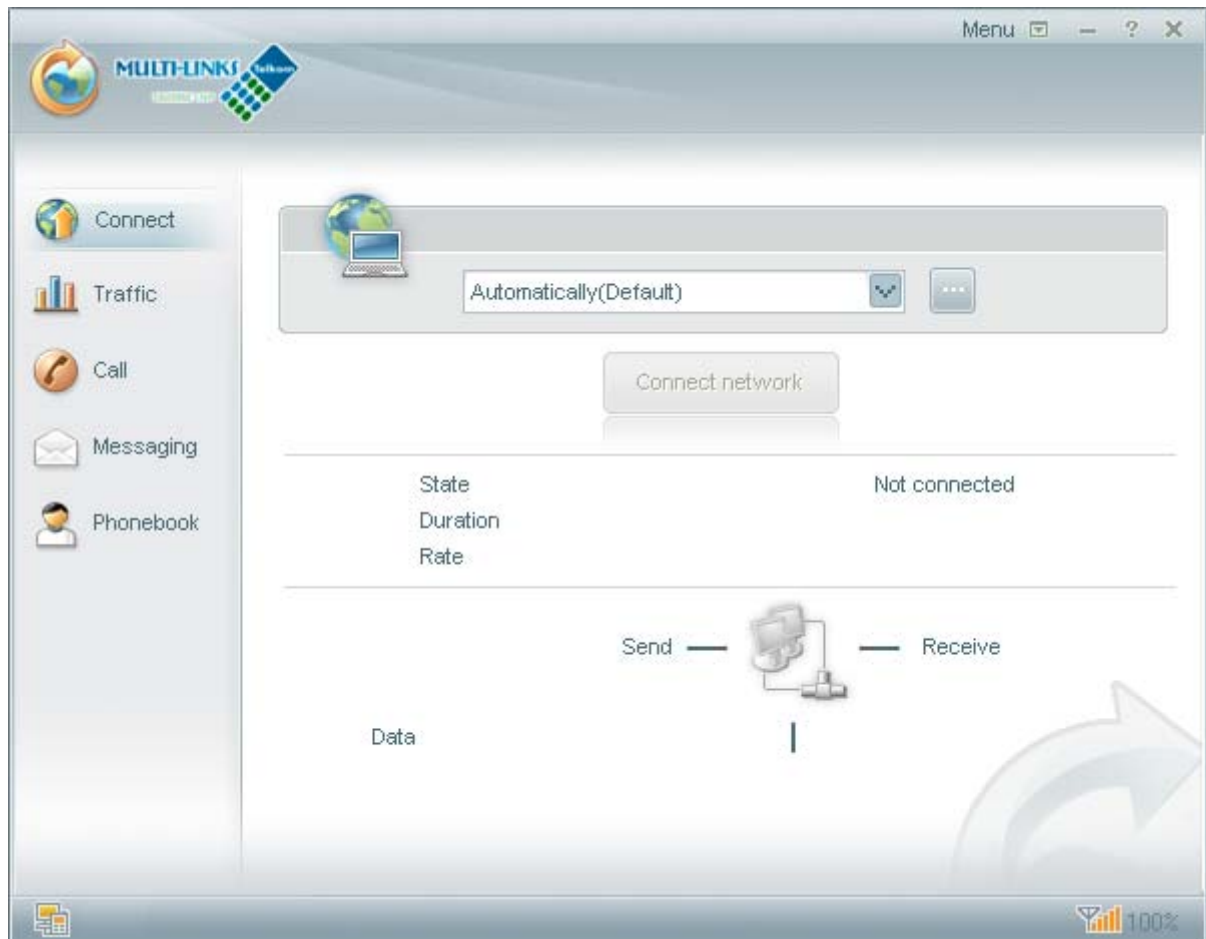 Menu ?
MULTI-LINKS Telkom
Connect
Traffic
Call
Messaging
Phonebook
Automatically(Default)
...
Connect network
State Not connected
Duration
Rate
Send Receive
Data
100%